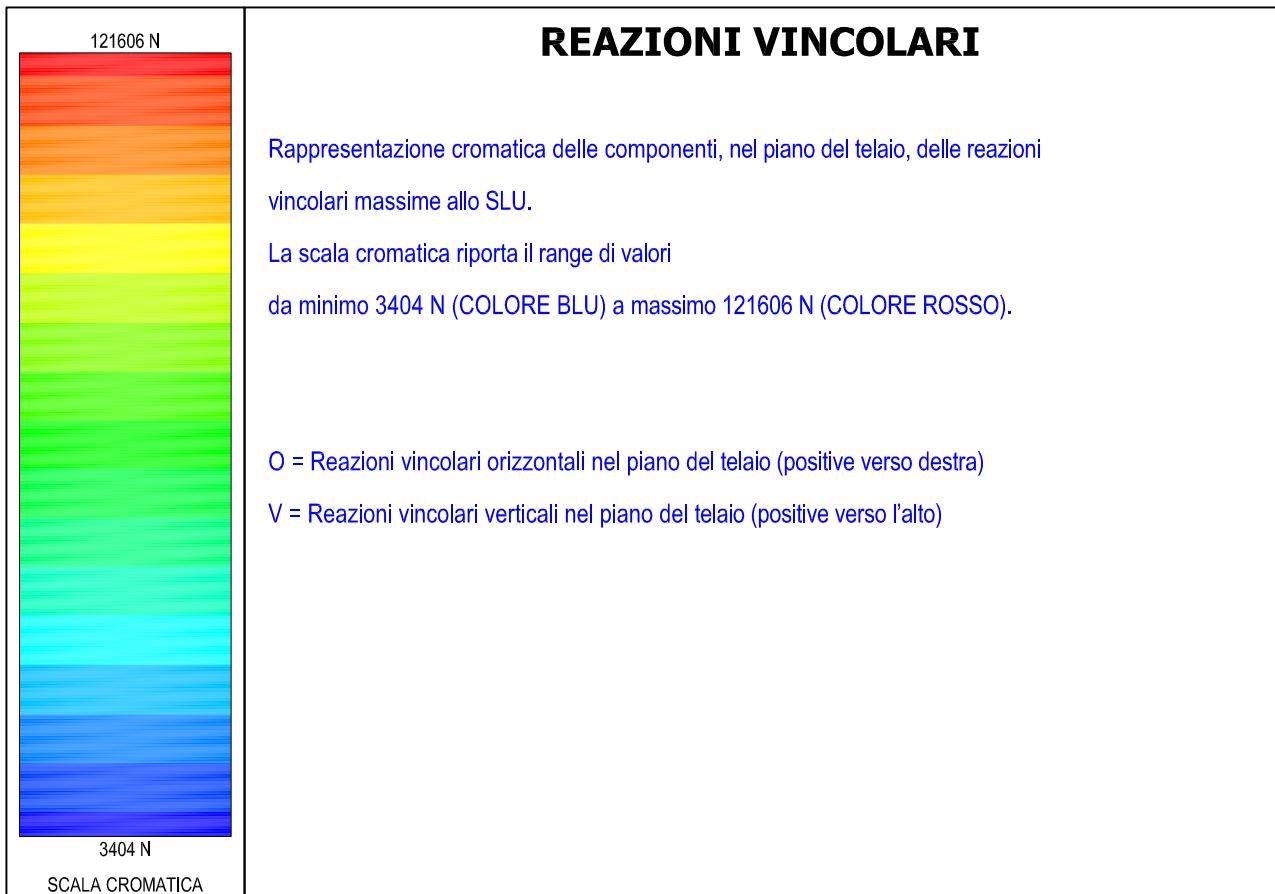 121606 N
3404 N
SCALA CROMATICA
REAZIONI VINCOLARI
Rappresentazione cromatica delle componenti, nel piano del telaio, delle reazioni
vincolari massime allo SLU.
La scala cromatica riporta il range di valori
da minimo 3404 N (COLORE BLU) a massimo 121606 N (COLORE ROSSO).
O = Reazioni vincolari orizzontali nel piano del telaio (positive verso destra)
V = Reazioni vincolari verticali nel piano del telaio (positive verso l'alto)